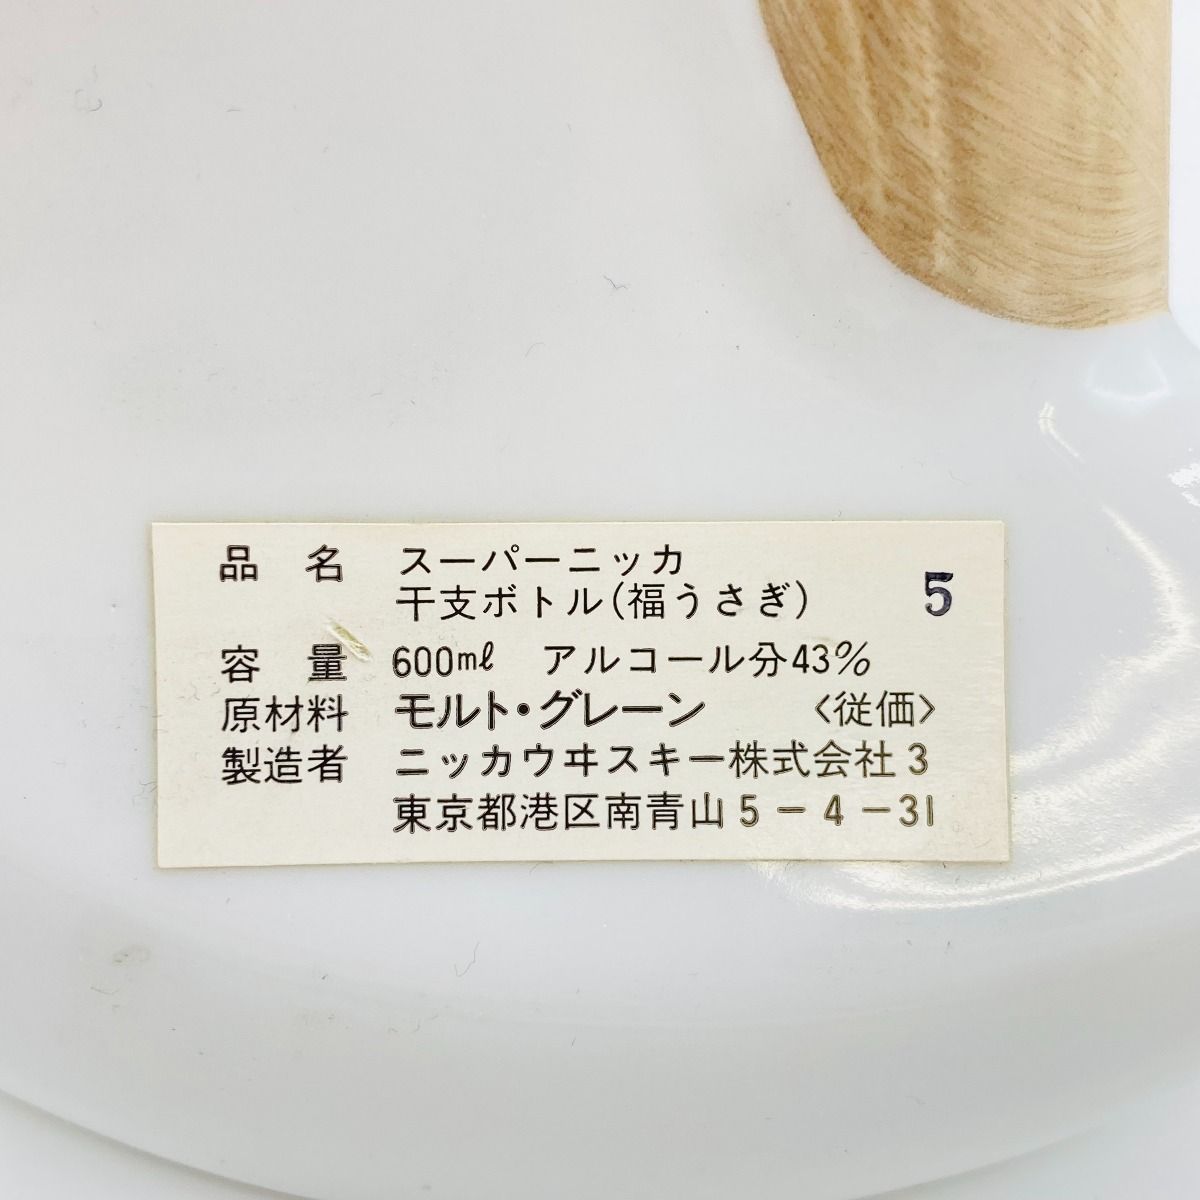 品 名 スーパーニッカ
干支ボトル(福うさぎ) 5
容 量 600mℓ アルコール分43%
原材料 モルト・グレーン 〈従価〉
製造者 ニッカウヰスキー株式会社 3
東京都港区南青山 5-4-31